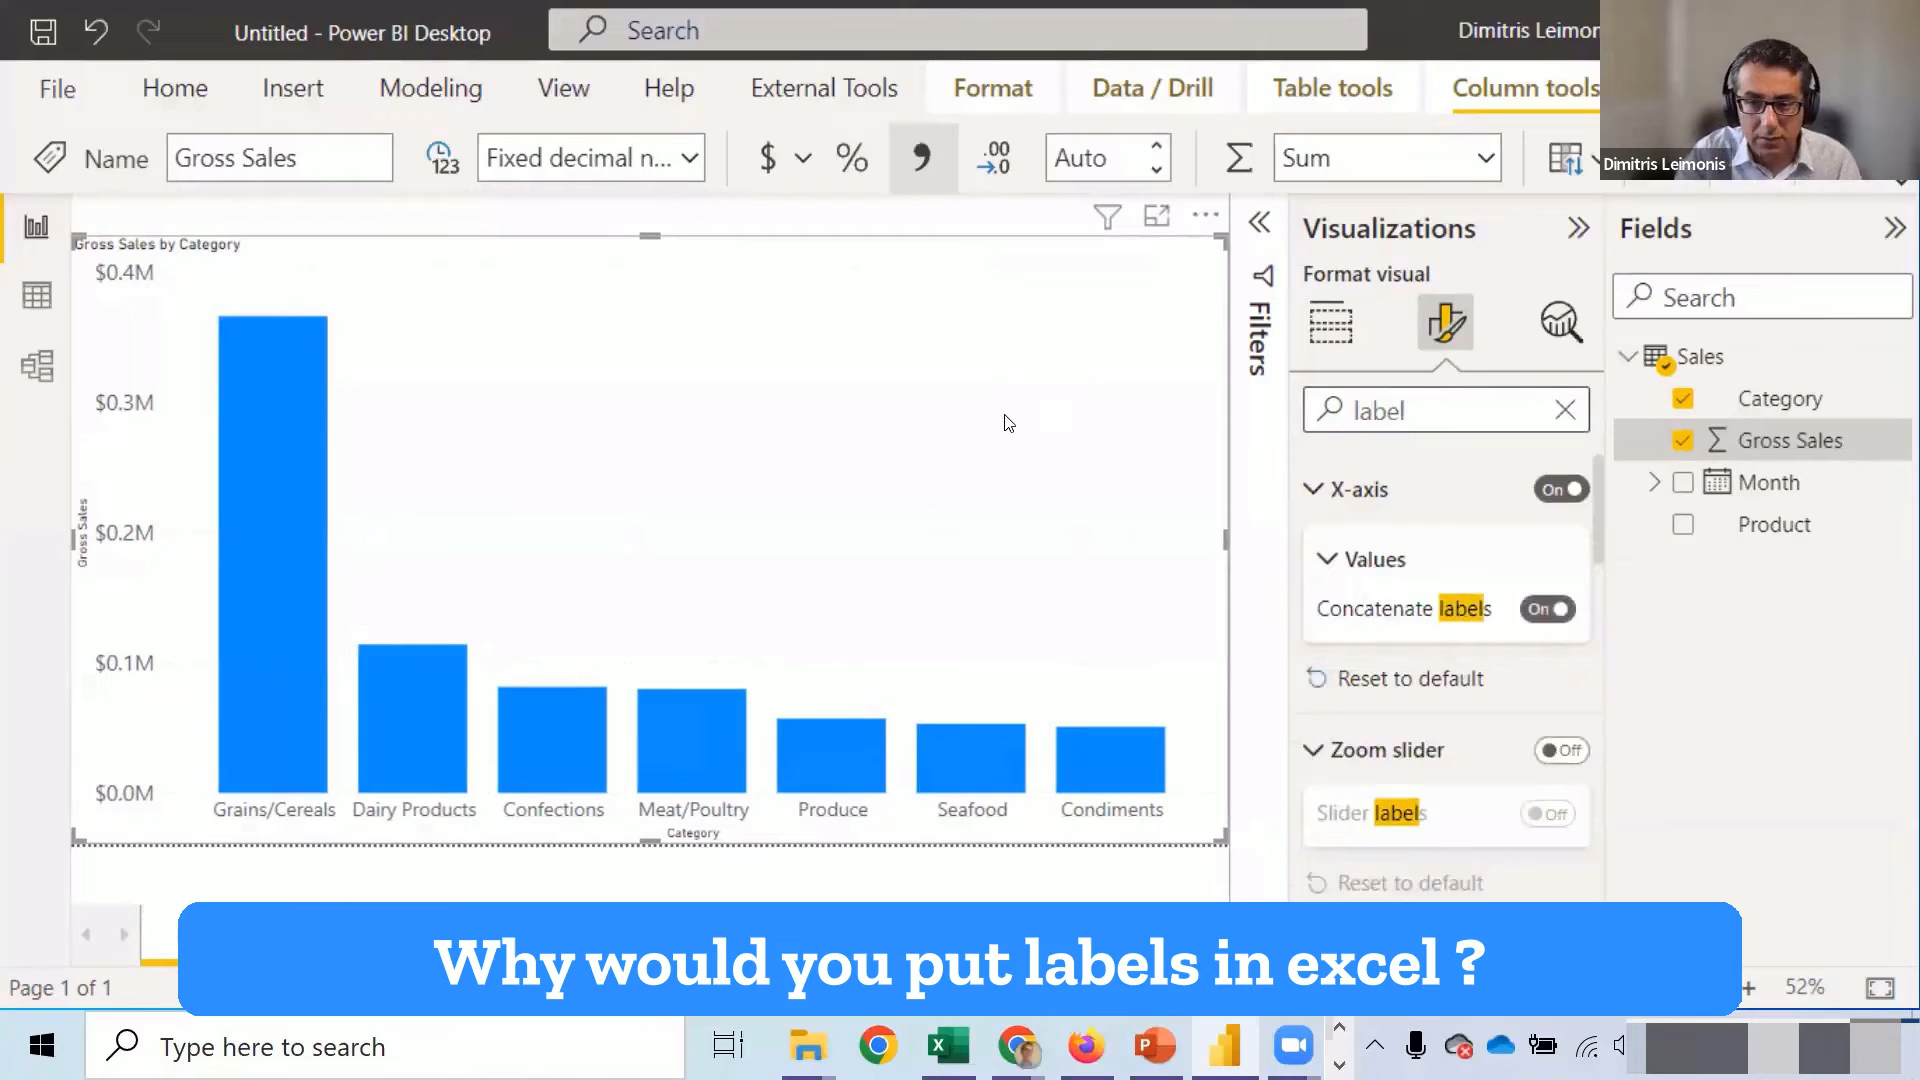 Untitled - Power BI Desktop
Search
Dimitris Leimon
File
Home
Insert
Modeling
View
Help
External Tools
Format
Data / Drill
Table tools
Column tools
Dimitris Leimonis
Name
Gross Sales
123
Fixed decimal n...
$
%
,
.00
.0
Auto
Σ
Sum
Gross Sales by Category
$0.4M
$0.3M
$0.2M
$0.1M
$0.0M
Gross Sales
Grains/Cereals
Dairy Products
Confections
Meat/Poultry
Produce
Seafood
Condiments
Category
Filters
Visualizations
Format visual
label
X-axis
On
Values
Concatenate labels
On
Reset to default
Zoom slider
Off
Slider labels
Off
Reset to default
Fields
Search
Sales
Category
Σ Gross Sales
Month
Product
Why would you put labels in excel ?
Page 1 of 1
+
52%
Type here to search